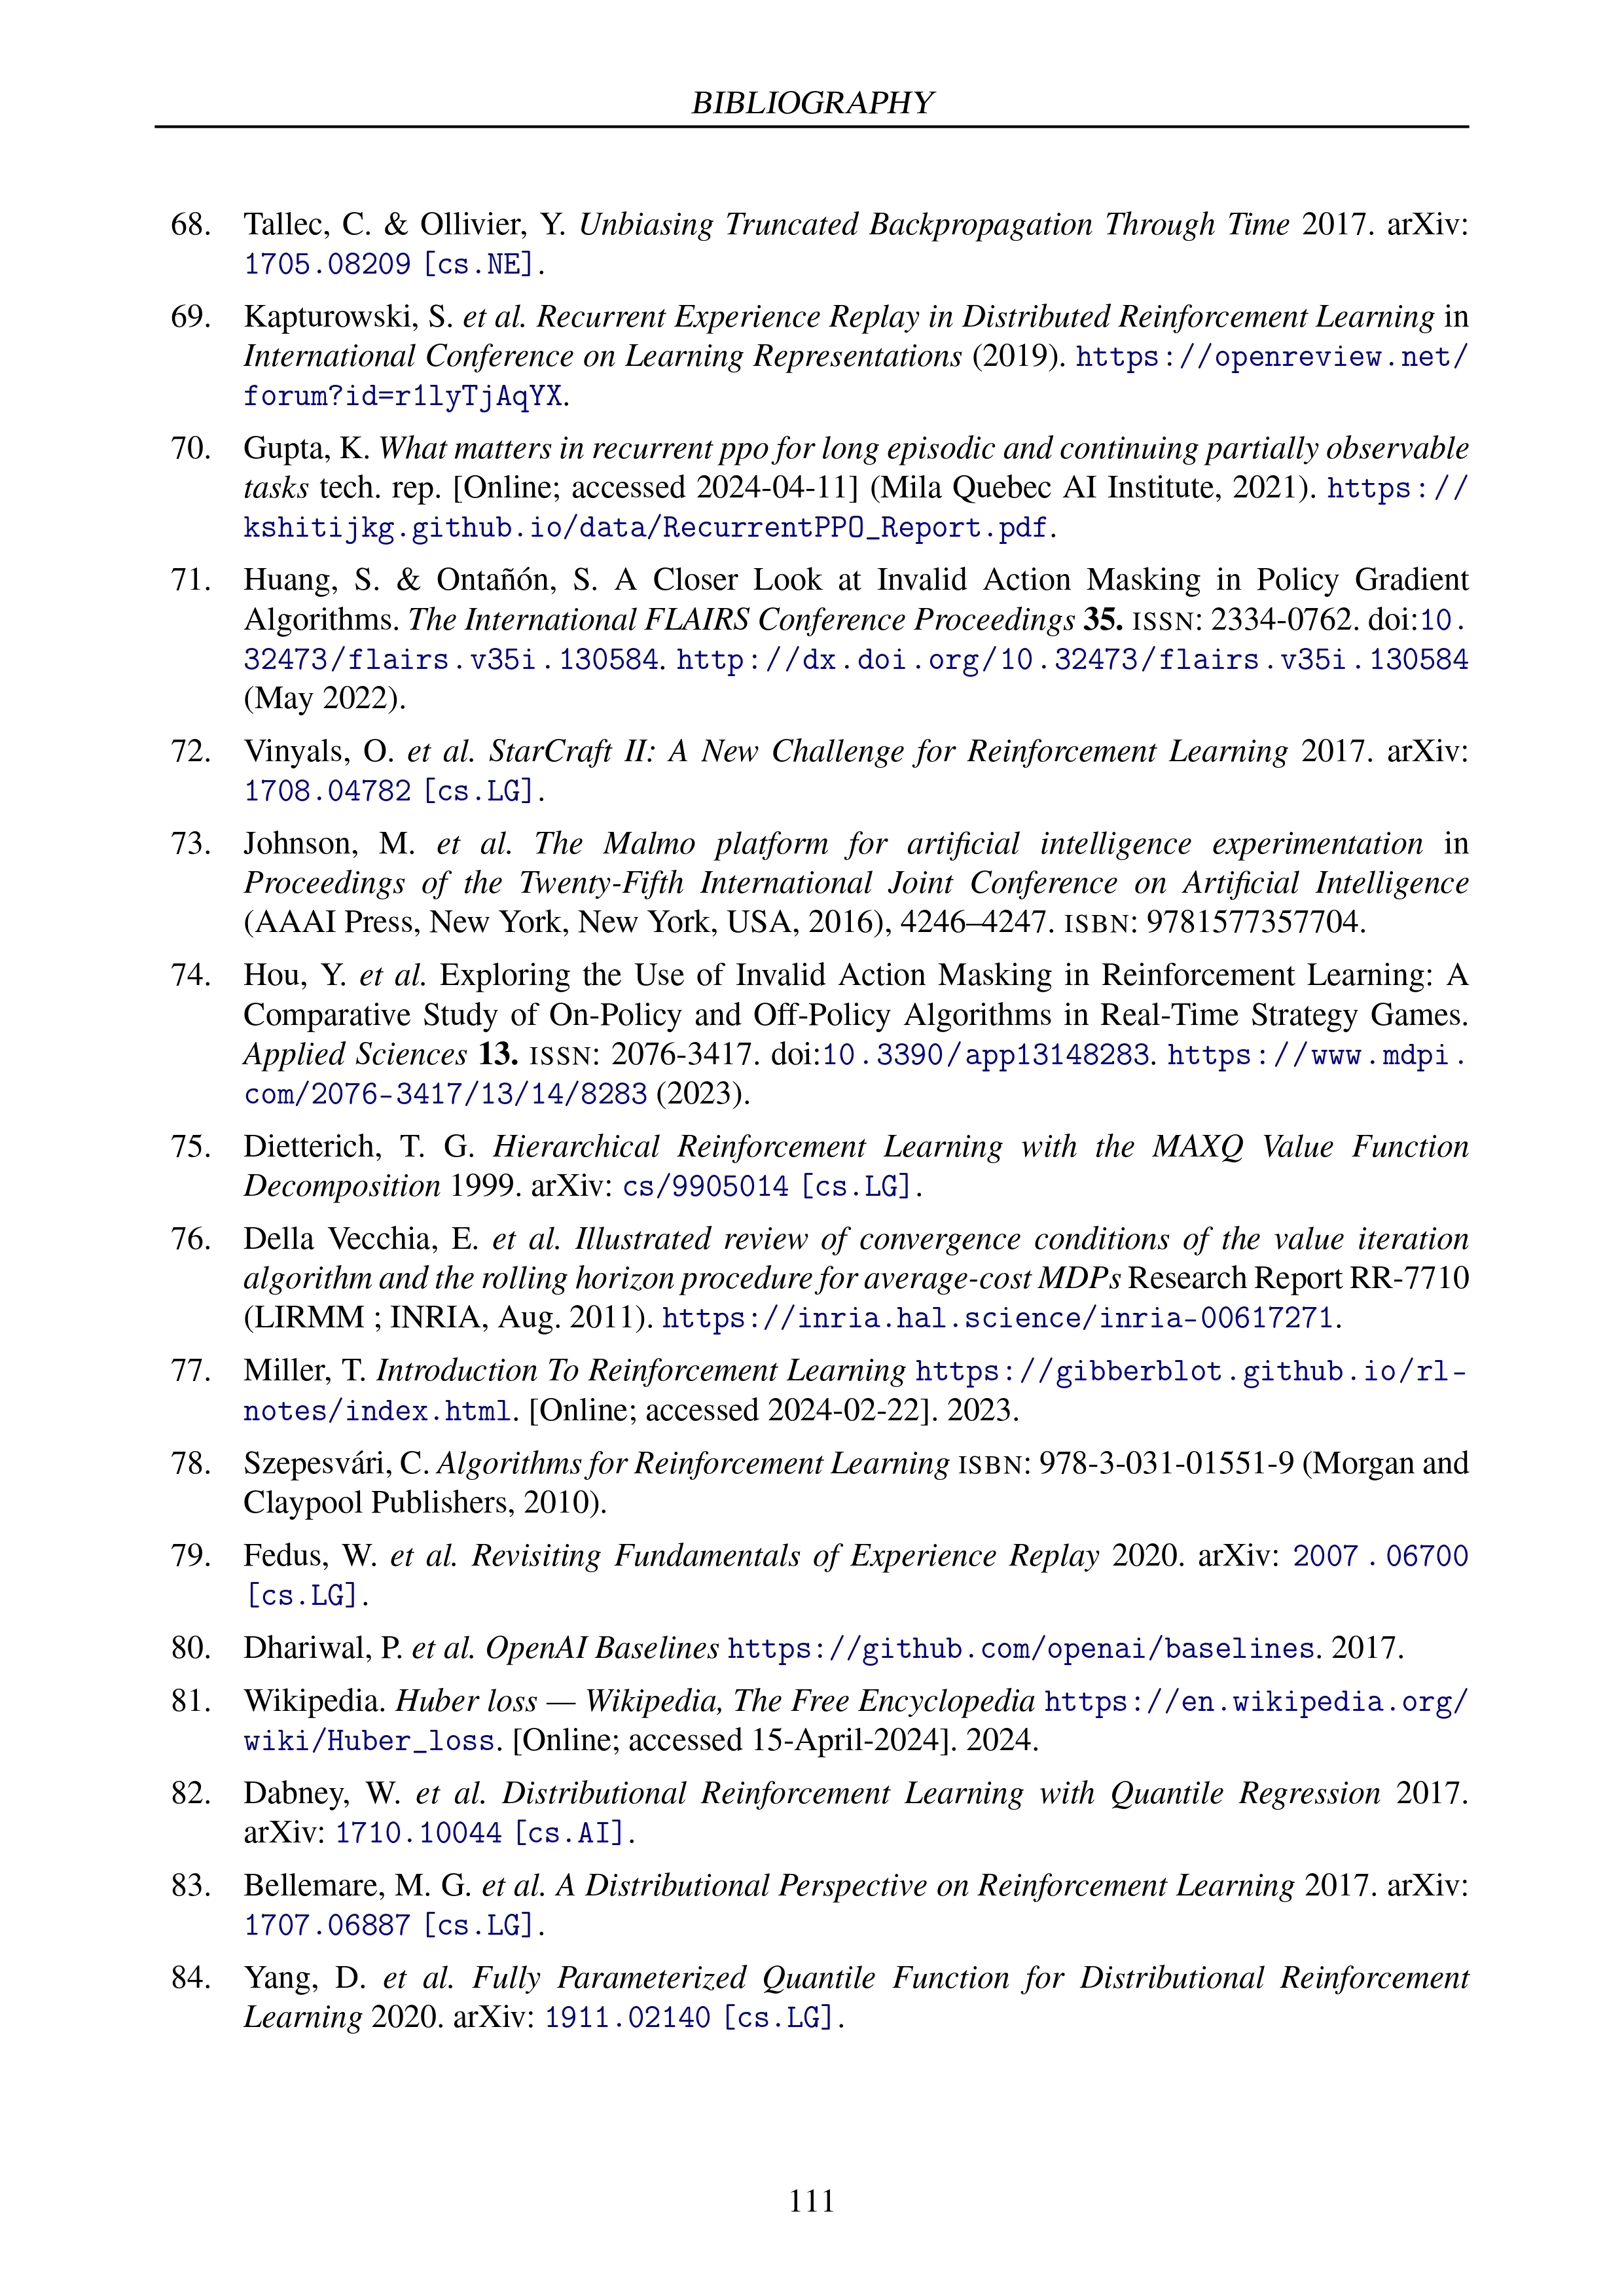 BIBLIOGRAPHY
68. Tallec, C. & Ollivier, Y. Unbiasing Truncated Backpropagation Through Time 2017. arXiv:
1705.08209 [cs.NE].
69. Kapturowski, S. et al. Recurrent Experience Replay in Distributed Reinforcement Learning in
International Conference on Learning Representations (2019). https://openreview.net/
forum?id=r1lyTjAqYX.
70. Gupta, K. What matters in recurrent ppo for long episodic and continuing partially observable
tasks tech. rep. [Online; accessed 2024-04-11] (Mila Quebec AI Institute, 2021). https://
kshitijkg.github.io/data/RecurrentPPO_Report.pdf.
71. Huang, S. & Ontañón, S. A Closer Look at Invalid Action Masking in Policy Gradient
Algorithms. The International FLAIRS Conference Proceedings 35. ISSN: 2334-0762. doi:10.
32473/flairs.v35i.130584. http://dx.doi.org/10.32473/flairs.v35i.130584
(May 2022).
72. Vinyals, O. et al. StarCraft II: A New Challenge for Reinforcement Learning 2017. arXiv:
1708.04782 [cs.LG].
73. Johnson, M. et al. The Malmo platform for artificial intelligence experimentation in
Proceedings of the Twenty-Fifth International Joint Conference on Artificial Intelligence
(AAAI Press, New York, New York, USA, 2016), 4246–4247. ISBN: 9781577357704.
74. Hou, Y. et al. Exploring the Use of Invalid Action Masking in Reinforcement Learning: A
Comparative Study of On-Policy and Off-Policy Algorithms in Real-Time Strategy Games.
Applied Sciences 13. ISSN: 2076-3417. doi:10.3390/app13148283. https://www.mdpi.
com/2076-3417/13/14/8283 (2023).
75. Dietterich, T. G. Hierarchical Reinforcement Learning with the MAXQ Value Function
Decomposition 1999. arXiv: cs/9905014 [cs.LG].
76. Della Vecchia, E. et al. Illustrated review of convergence conditions of the value iteration
algorithm and the rolling horizon procedure for average-cost MDPs Research Report RR-7710
(LIRMM ; INRIA, Aug. 2011). https://inria.hal.science/inria-00617271.
77. Miller, T. Introduction To Reinforcement Learning https://gibberblot.github.io/rl-
notes/index.html. [Online; accessed 2024-02-22]. 2023.
78. Szepesvári, C. Algorithms for Reinforcement Learning ISBN: 978-3-031-01551-9 (Morgan and
Claypool Publishers, 2010).
79. Fedus, W. et al. Revisiting Fundamentals of Experience Replay 2020. arXiv: 2007 . 06700
[cs.LG].
80. Dhariwal, P. et al. OpenAI Baselines https://github.com/openai/baselines. 2017.
81. Wikipedia. Huber loss — Wikipedia, The Free Encyclopedia https://en.wikipedia.org/
wiki/Huber_loss. [Online; accessed 15-April-2024]. 2024.
82. Dabney, W. et al. Distributional Reinforcement Learning with Quantile Regression 2017.
arXiv: 1710.10044 [cs.AI].
83. Bellemare, M. G. et al. A Distributional Perspective on Reinforcement Learning 2017. arXiv:
1707.06887 [cs.LG].
84. Yang, D. et al. Fully Parameterized Quantile Function for Distributional Reinforcement
Learning 2020. arXiv: 1911.02140 [cs.LG].
111